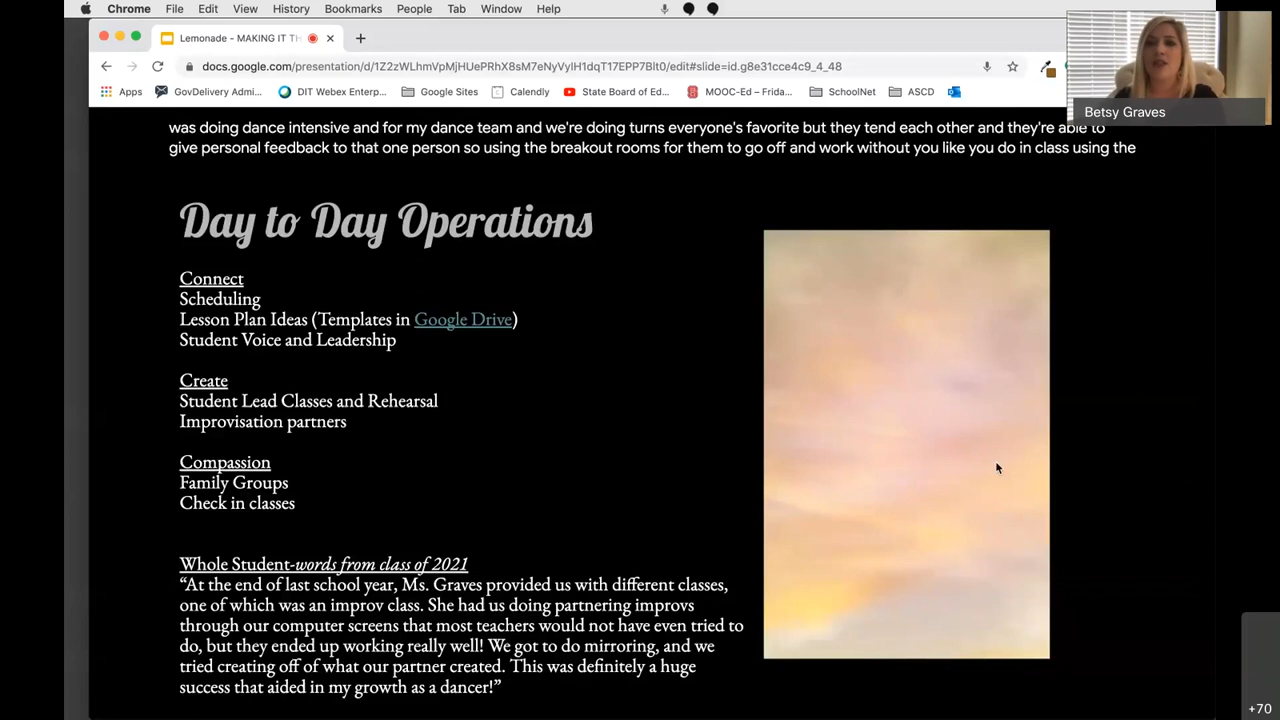 Chrome File Edit View History Bookmarks People Tab Window Help
Lemonade - MAKING IT TH
docs.google.com/presentation/d/
/edit#slide=id.g8e31ce4c9_4_48
Apps GovDelivery Admi... DIT Webex Enterp... Google Sites Calendly State Board of Ed... MOOC-Ed – Frida... SchoolNet ASCD
Betsy Graves
was doing dance intensive and for my dance team and we're doing turns everyone's favorite but they tend each other and they're able to
give personal feedback to that one person so using the breakout rooms for them to go off and work without you like you do in class using the
Day to Day Operations
Connect
Scheduling
Lesson Plan Ideas (Templates in Google Drive)
Student Voice and Leadership
Create
Student Lead Classes and Rehearsal
Improvisation partners
Compassion
Family Groups
Check in classes
Whole Student-words from class of 2021
“At the end of last school year, Ms. Graves provided us with different classes,
one of which was an improv class. She had us doing partnering improvs
through our computer screens that most teachers would not have even tried to
do, but they ended up working really well! We got to do mirroring, and we
tried creating off of what our partner created. This was definitely a huge
success that aided in my growth as a dancer!”
+70